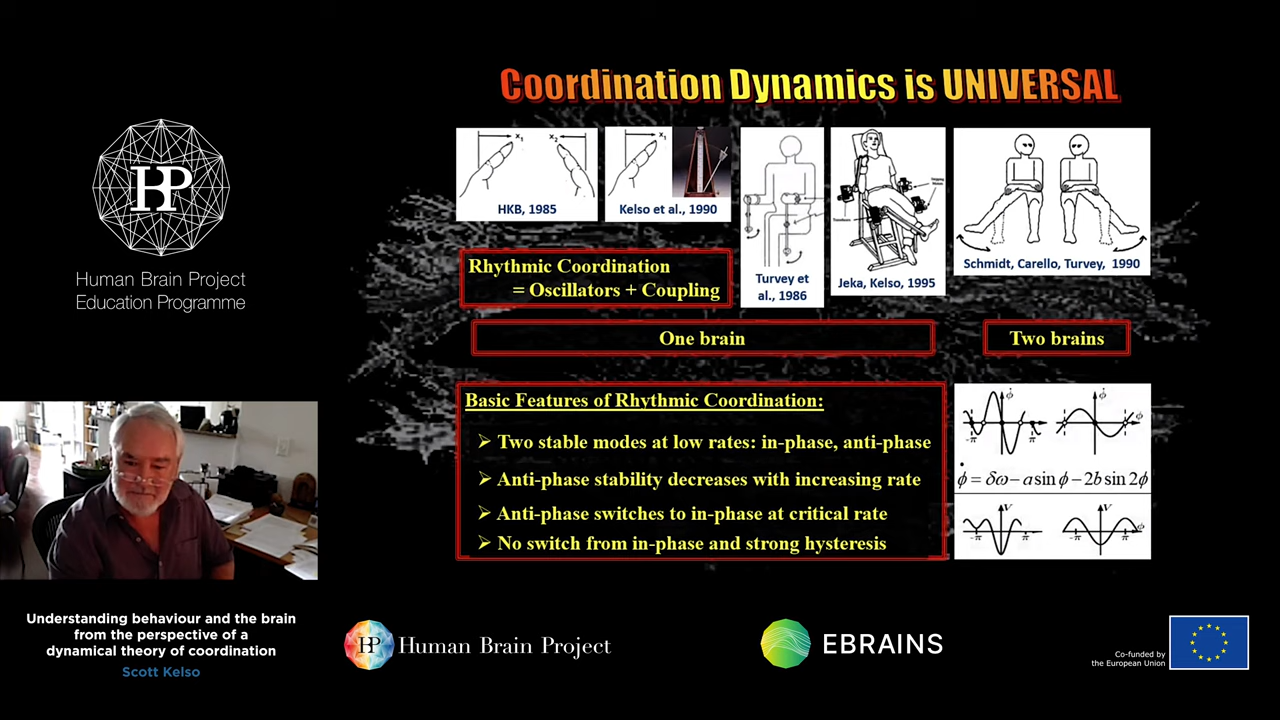 Coordination Dynamics is UNIVERSAL
HP
Human Brain Project
Education Programme
x₁
x₂
HKB, 1985
x₁
Kelso et al., 1990
Turvey et
al., 1986
Jeka, Kelso, 1995
Schmidt, Carello, Turvey, 1990
Rhythmic Coordination
= Oscillators + Coupling
One brain
Two brains
Basic Features of Rhythmic Coordination:
➢ Two stable modes at low rates: in-phase, anti-phase
➢ Anti-phase stability decreases with increasing rate
➢ Anti-phase switches to in-phase at critical rate
➢ No switch from in-phase and strong hysteresis
ϕ̇
ϕ̇
ϕ
-π
π
-π
π
ϕ̇ = δω − a sin ϕ − 2b sin 2ϕ
V
V
ϕ
-π
π
-π
π
Understanding behaviour and the brain
from the perspective of a
dynamical theory of coordination
Scott Kelso
HP Human Brain Project
EBRAINS
Co-funded by
the European Union